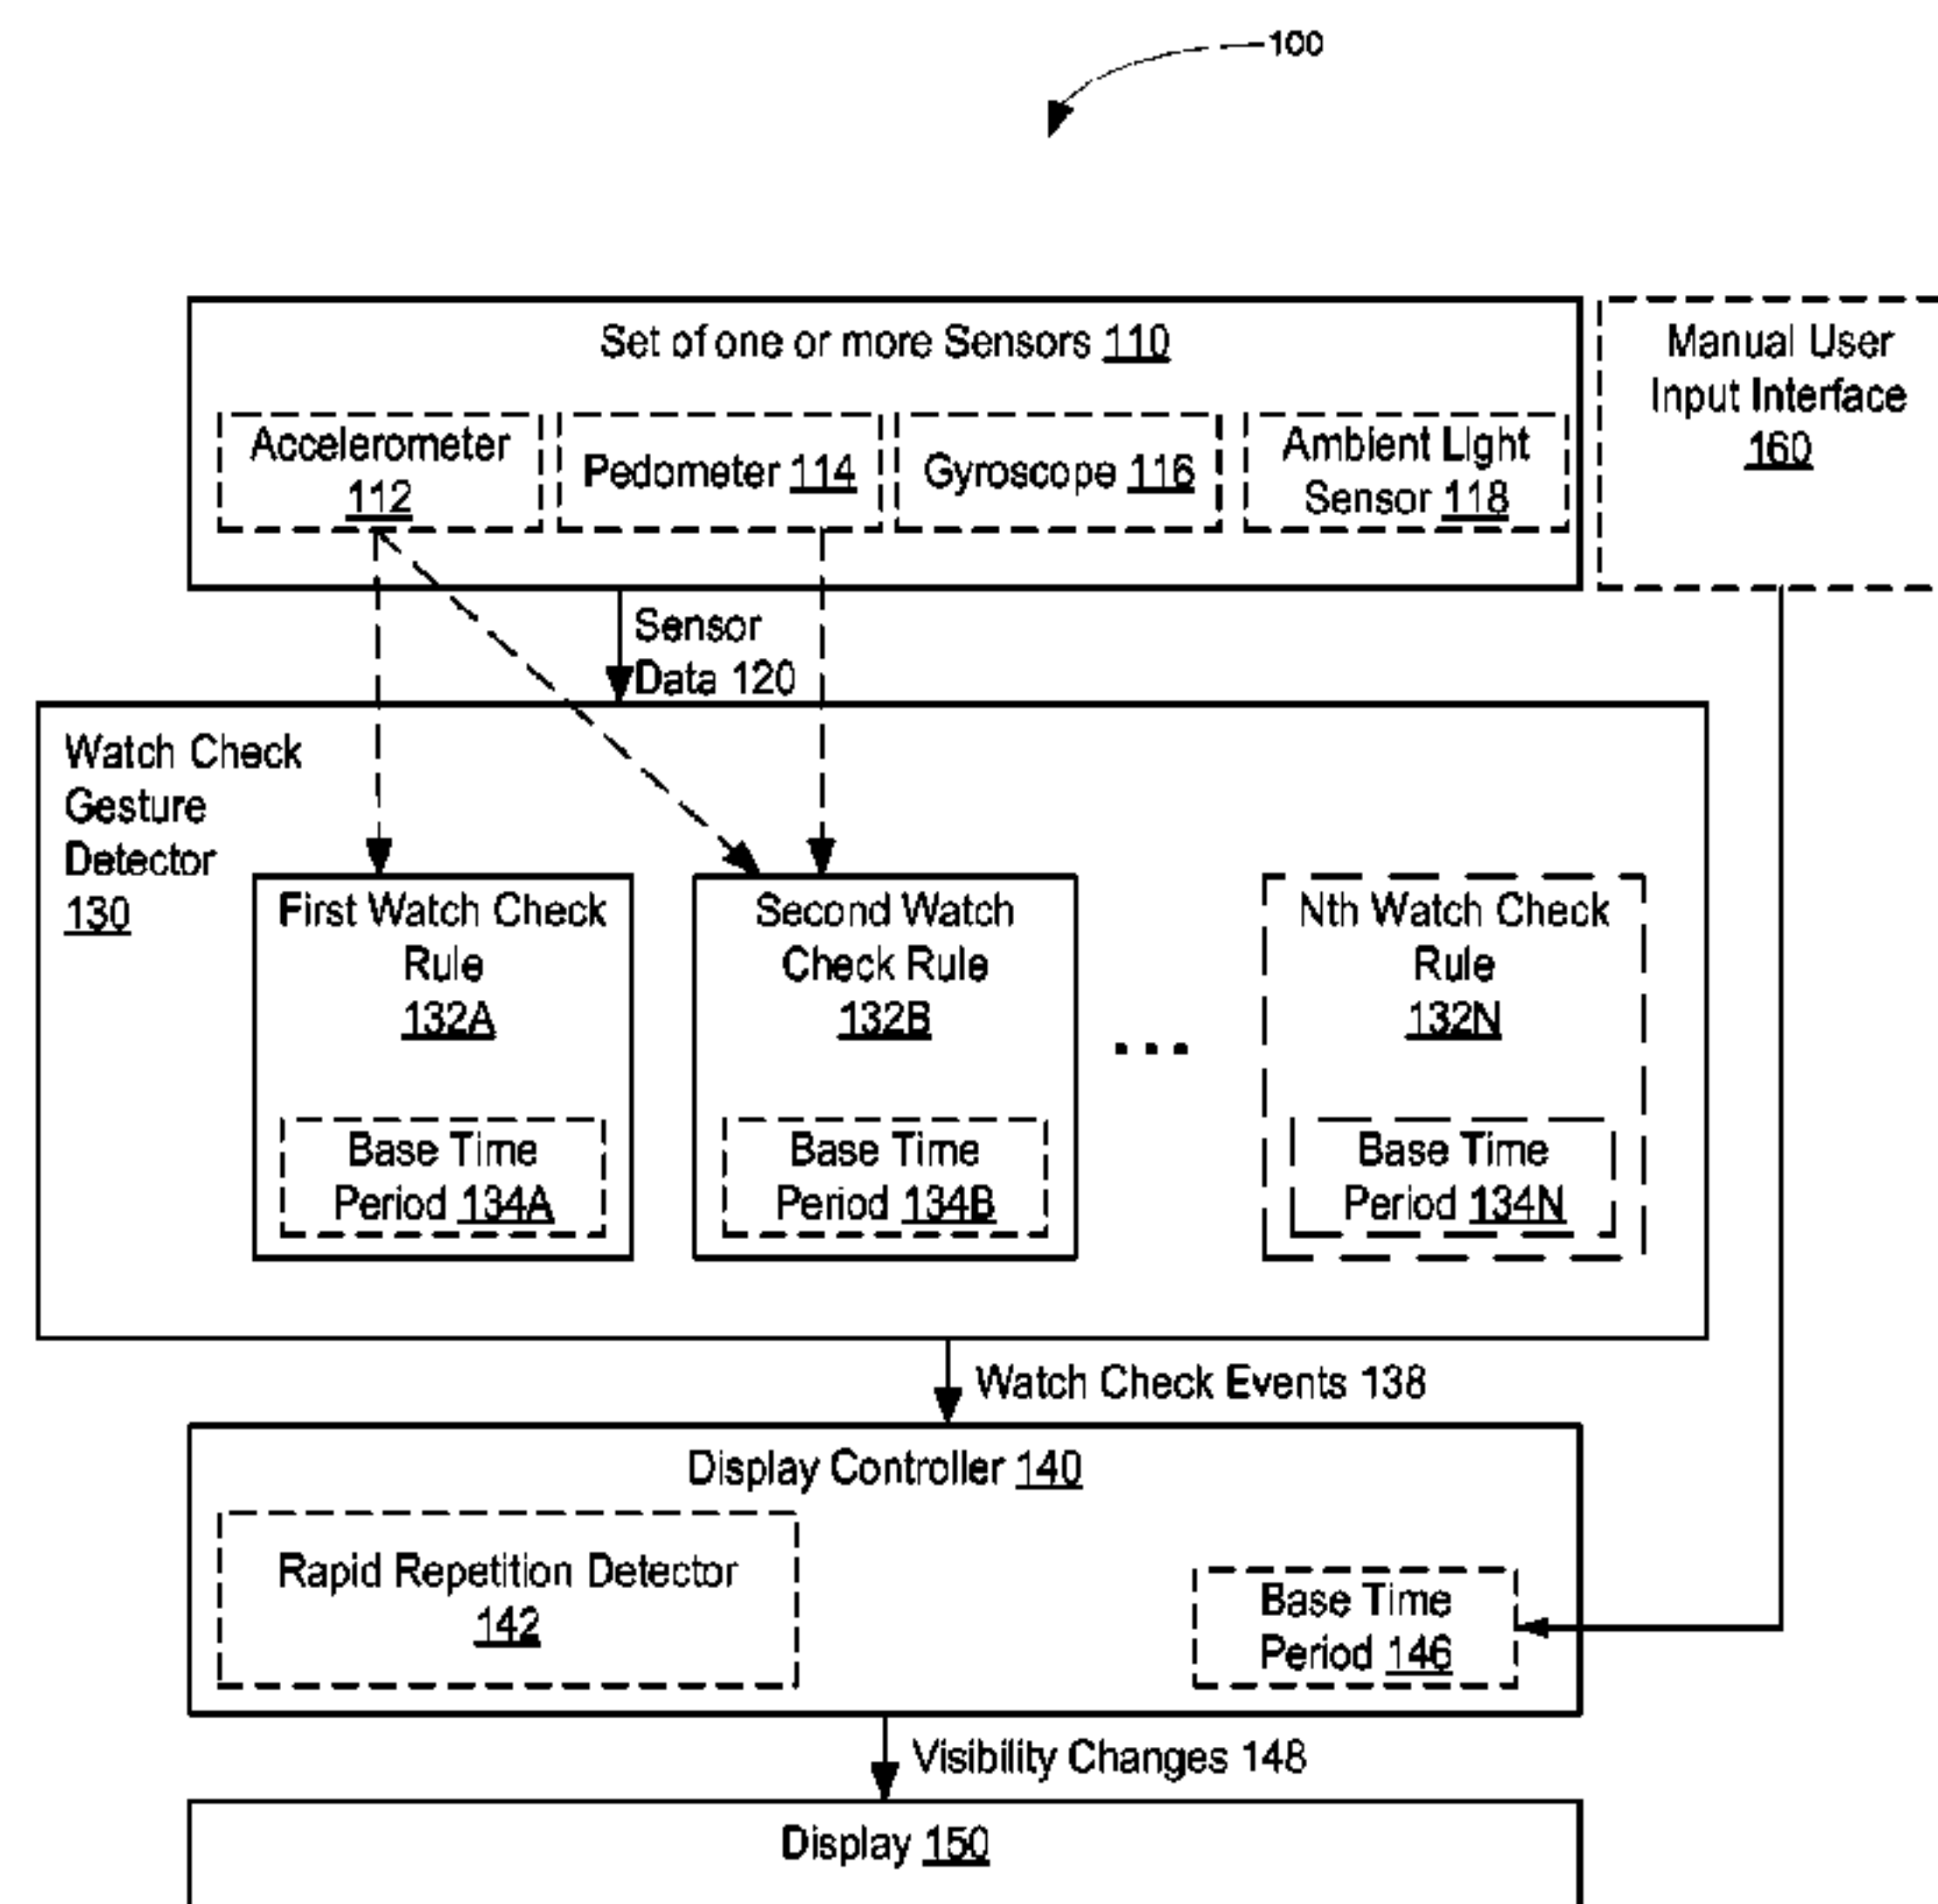 100
Set of one or more Sensors 110
Accelerometer
112
Pedometer 114
Gyroscope 116
Ambient Light
Sensor 118
Manual User
Input Interface
160
Sensor
Data 120
Watch Check
Gesture
Detector
130
First Watch Check
Rule
132A
Base Time
Period 134A
Second Watch
Check Rule
132B
Base Time
Period 134B
...
Nth Watch Check
Rule
132N
Base Time
Period 134N
Watch Check Events 138
Display Controller 140
Rapid Repetition Detector
142
Base Time
Period 146
Visibility Changes 148
Display 150